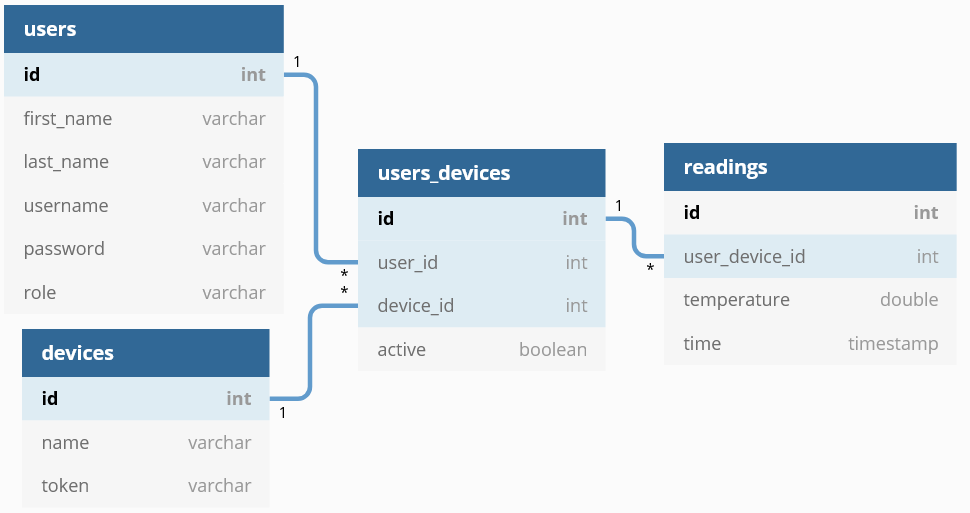 users
id int
first_name varchar
last_name varchar
username varchar
password varchar
role varchar
1
*
devices
id int
name varchar
token varchar
1
*
users_devices
id int
user_id int
device_id int
active boolean
1
*
readings
id int
user_device_id int
temperature double
time timestamp